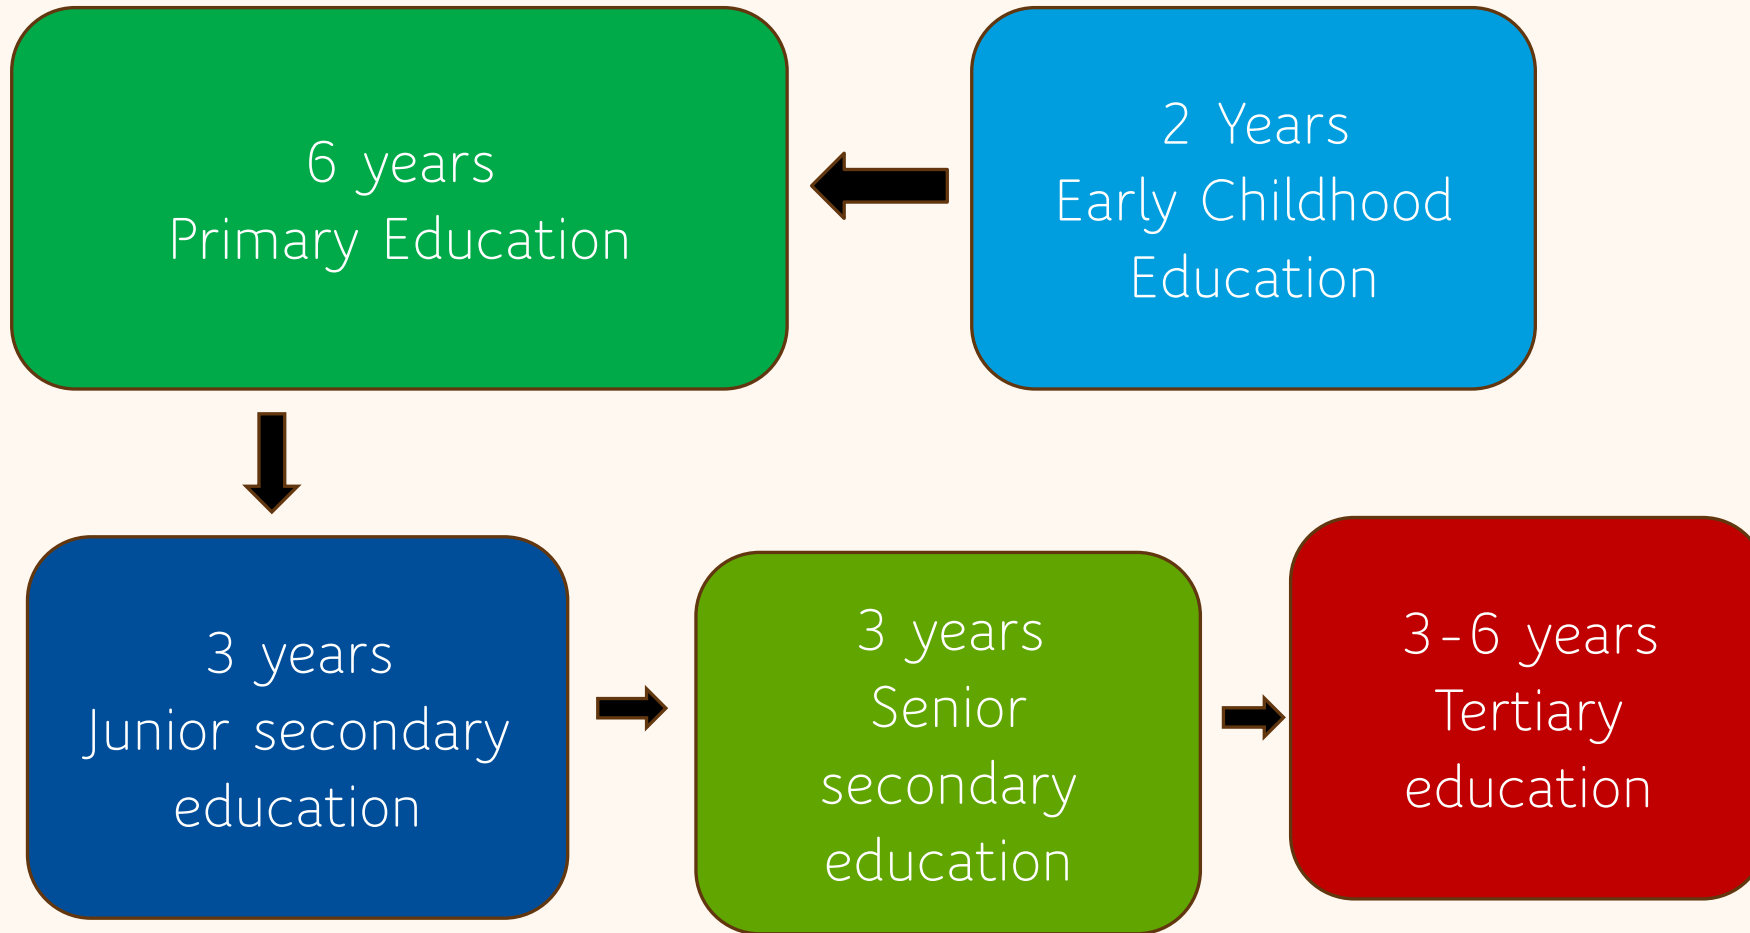 6 years
Primary Education
2 Years
Early Childhood
Education
3 years
Junior secondary
education
3 years
Senior
secondary
education
3-6 years
Tertiary
education